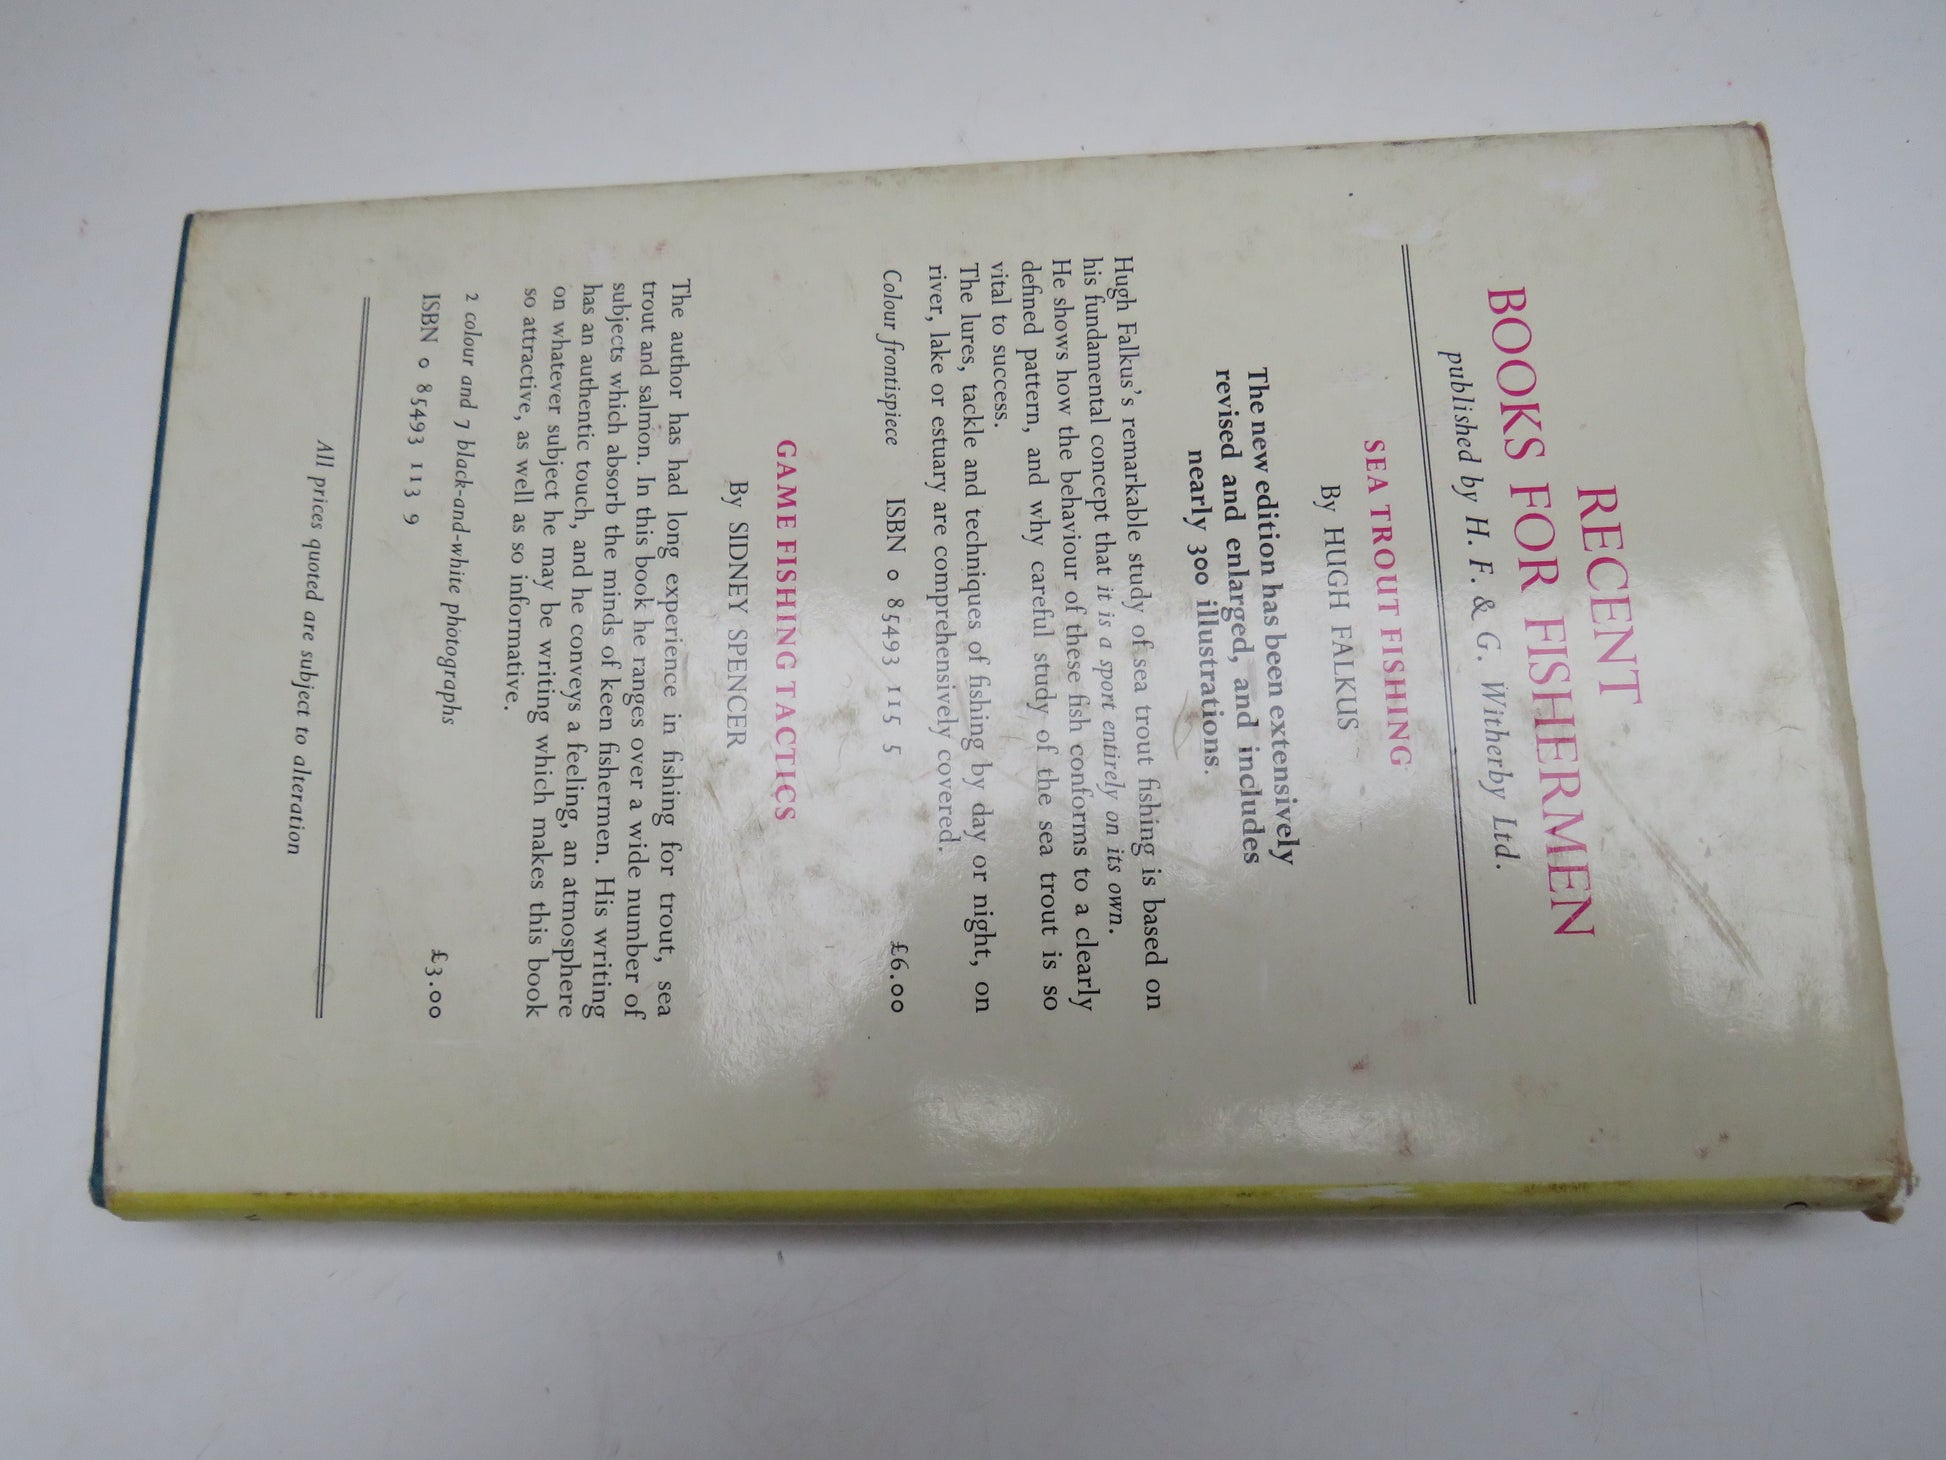 RECENT
BOOKS FOR FISHERMEN
published by H. F. & G. Witherby Ltd.
SEA TROUT FISHING
By HUGH FALKUS
The new edition has been extensively
revised and enlarged, and includes
nearly 300 illustrations.
Hugh Falkus's remarkable study of sea trout fishing is based on
his fundamental concept that it is a sport entirely on its own.
He shows how the behaviour of these fish conforms to a clearly
defined pattern, and why careful study of the sea trout is so
vital to success.
The lures, tackle and techniques of fishing by day or night, on
river, lake or estuary are comprehensively covered.
Colour frontispiece ISBN 0 85493 115 5 £6.00
GAME FISHING TACTICS
By SIDNEY SPENCER
The author has had long experience in fishing for trout, sea
trout and salmon. In this book he ranges over a wide number of
subjects which absorb the minds of keen fishermen. His writing
has an authentic touch, and he conveys a feeling, an atmosphere
on whatever subject he may be writing which makes this book
so attractive, as well as so informative.
2 colour and 7 black-and-white photographs
ISBN 0 85493 113 9 £3.00
All prices quoted are subject to alteration